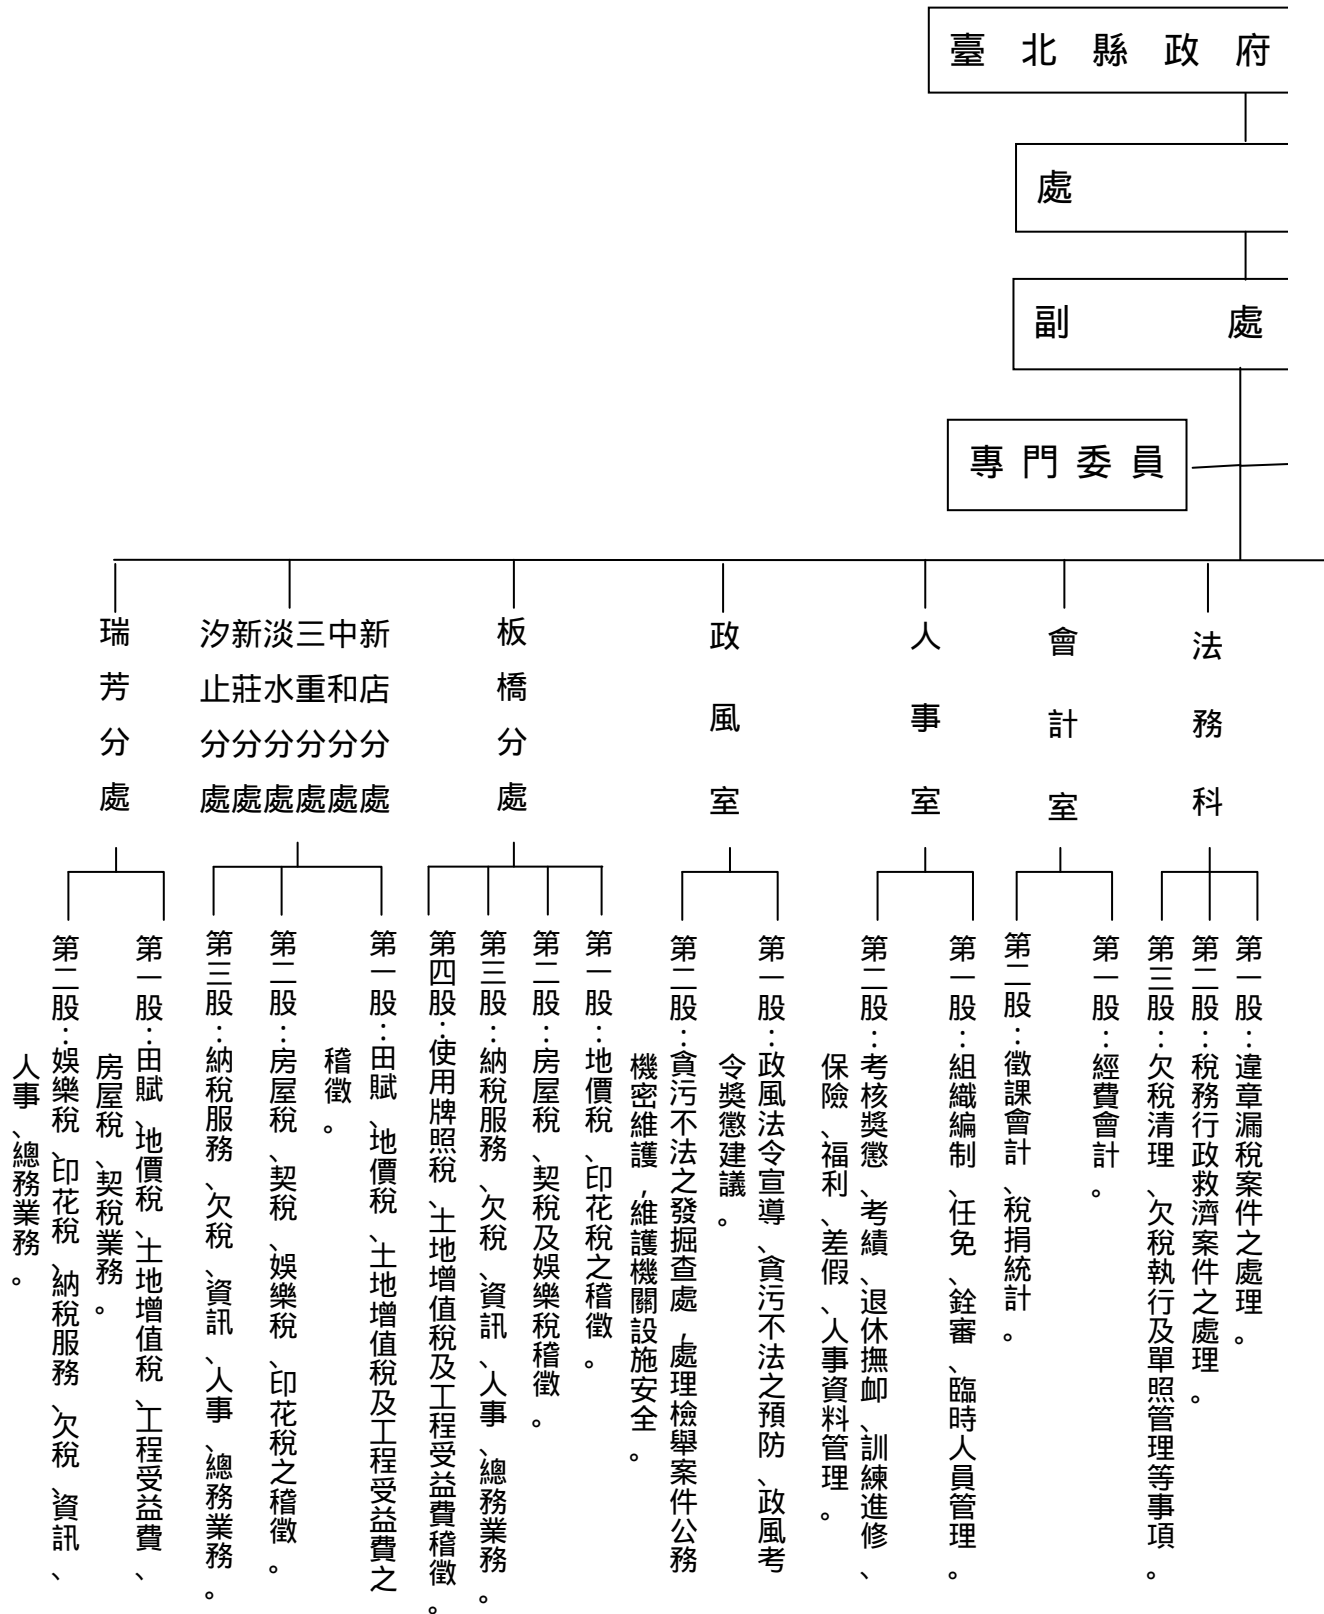 臺北縣政府
處
副處
專門委員
法務科
會計室
人事室
政風室
板橋分處
新店分處
中和分處
三重分處
淡水分處
新莊分處
汐止分處
瑞芳分處
第一股：違章漏稅案件之處理。
第二股：稅務行政救濟案件之處理。
第三股：欠稅清理、欠稅執行及單照管理等事項。
第一股：經費會計。
第二股：徵課會計、稅捐統計。
第一股：組織編制、任免、銓審、臨時人員管理。
第二股：考核獎懲、考績、退休撫卹、訓練進修、
保險、福利、差假、人事資料管理。
第一股：政風法令宣導、貪污不法之預防、政風考
令獎懲建議。
第二股：貪污不法之發掘查處，處理檢舉案件公務
機密維護，維護機關設施安全。
第一股：地價稅、印花稅之稽徵。
第二股：房屋稅、契稅及娛樂稅稽徵。
第三股：納稅服務、欠稅、資訊、人事、總務業務。
第四股：使用牌照稅、土地增值稅及工程受益費稽徵。
第一股：田賦、地價稅、土地增值稅及工程受益費之
稽徵。
第二股：房屋稅、契稅、娛樂稅、印花稅之稽徵。
第三股：納稅服務、欠稅、資訊、人事、總務業務。
第一股：田賦、地價稅、土地增值稅、工程受益費、
房屋稅、契稅業務。
第二股：娛樂稅、印花稅、納稅服務、欠稅、資訊、
人事、總務業務。